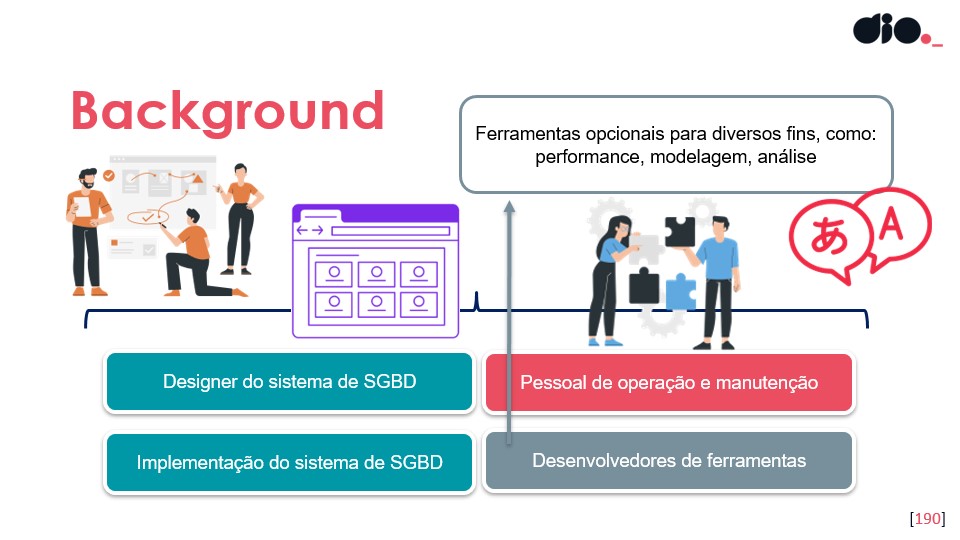 dio._
Background
Ferramentas opcionais para diversos fins, como:
performance, modelagem, análise
あ
A
Designer do sistema de SGBD
Pessoal de operação e manutenção
Implementação do sistema de SGBD
Desenvolvedores de ferramentas
[190]